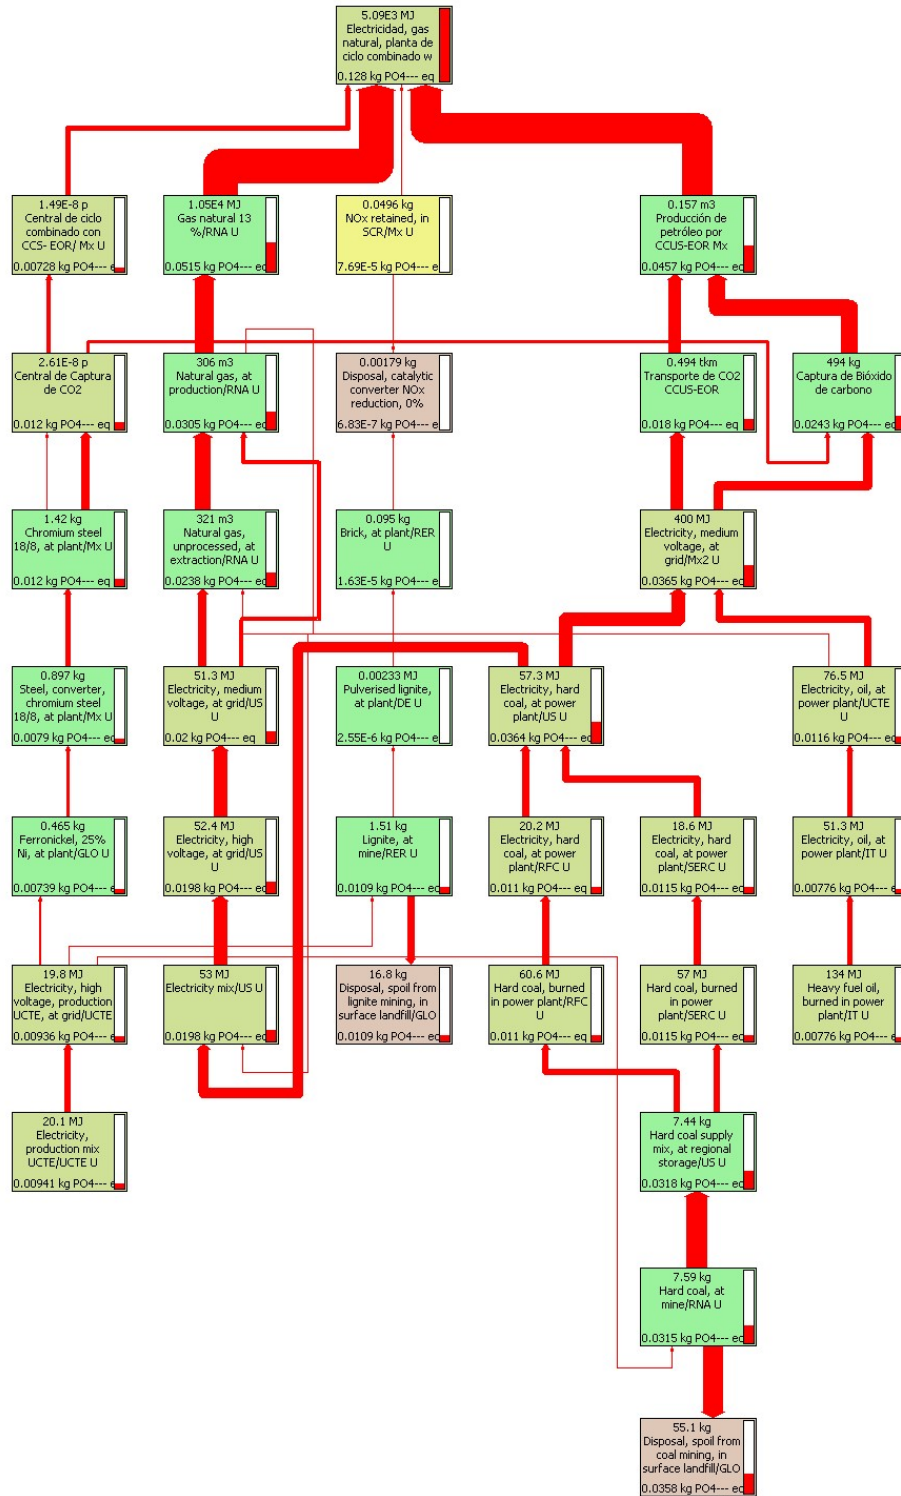 5.09E3 MJ
Electricidad, gas
natural, planta de
ciclo combinado w
0.128 kg PO4--- eq
1.49E-8 p
Central de ciclo
combinado con
CCS- EOR/ Mx U
0.00728 kg PO4--- eq
1.05E4 MJ
Gas natural 13
%/RNA U
0.0515 kg PO4--- eq
0.0496 kg
NOx retained, in
SCR/Mx U
7.69E-5 kg PO4--- e
0.157 m3
Producción de
petróleo por
CCUS-EOR Mx
0.0457 kg PO4--- eq
2.61E-8 p
Central de Captura
de CO2
0.012 kg PO4--- eq
306 m3
Natural gas, at
production/RNA U
0.0305 kg PO4--- eq
0.00179 kg
Disposal, catalytic
converter NOx
reduction, 0%
6.83E-7 kg PO4--- e
0.494 tkm
Transporte de CO2
CCUS-EOR
0.018 kg PO4--- eq
494 kg
Captura de Bióxido
de carbono
0.0243 kg PO4--- eq
1.42 kg
Chromium steel
18/8, at plant/Mx U
0.012 kg PO4--- eq
321 m3
Natural gas,
unprocessed, at
extraction/RNA U
0.0238 kg PO4--- eq
0.095 kg
Brick, at plant/RER
U
1.63E-5 kg PO4--- e
400 MJ
Electricity, medium
voltage, at
grid/Mx2 U
0.0365 kg PO4--- eq
0.897 kg
Steel, converter,
chromium steel
18/8, at plant/Mx U
0.0079 kg PO4--- eq
51.3 MJ
Electricity, medium
voltage, at grid/US
U
0.02 kg PO4--- eq
0.00233 MJ
Pulverised lignite,
at plant/DE U
2.55E-6 kg PO4--- e
57.3 MJ
Electricity, hard
coal, at power
plant/US U
0.0364 kg PO4--- eq
76.5 MJ
Electricity, oil, at
power plant/UCTE
U
0.0116 kg PO4--- eq
0.465 kg
Ferronickel, 25%
Ni, at plant/GLO U
0.00739 kg PO4--- e
52.4 MJ
Electricity, high
voltage, at grid/US
U
0.0198 kg PO4--- eq
1.51 kg
Lignite, at
mine/RER U
0.0109 kg PO4--- eq
20.2 MJ
Electricity, hard
coal, at power
plant/RFC U
0.011 kg PO4--- eq
18.6 MJ
Electricity, hard
coal, at power
plant/SERC U
0.0115 kg PO4--- eq
51.3 MJ
Electricity, oil, at
power plant/IT U
0.00776 kg PO4--- e
19.8 MJ
Electricity, high
voltage, production
UCTE, at grid/UCTE
0.00936 kg PO4--- e
53 MJ
Electricity mix/US U
0.0198 kg PO4--- eq
16.8 kg
Disposal, spoil from
lignite mining, in
surface landfill/GLO
0.0109 kg PO4--- eq
60.6 MJ
Hard coal, burned
in power plant/RFC
U
0.011 kg PO4--- eq
57 MJ
Hard coal, burned
in power
plant/SERC U
0.0115 kg PO4--- eq
134 MJ
Heavy fuel oil,
burned in power
plant/IT U
0.00776 kg PO4--- e
20.1 MJ
Electricity,
production mix
UCTE/UCTE U
0.00941 kg PO4--- e
7.44 kg
Hard coal supply
mix, at regional
storage/US U
0.0318 kg PO4--- eq
7.59 kg
Hard coal, at
mine/RNA U
0.0315 kg PO4--- eq
55.1 kg
Disposal, spoil from
coal mining, in
surface landfill/GLO
0.0358 kg PO4--- eq